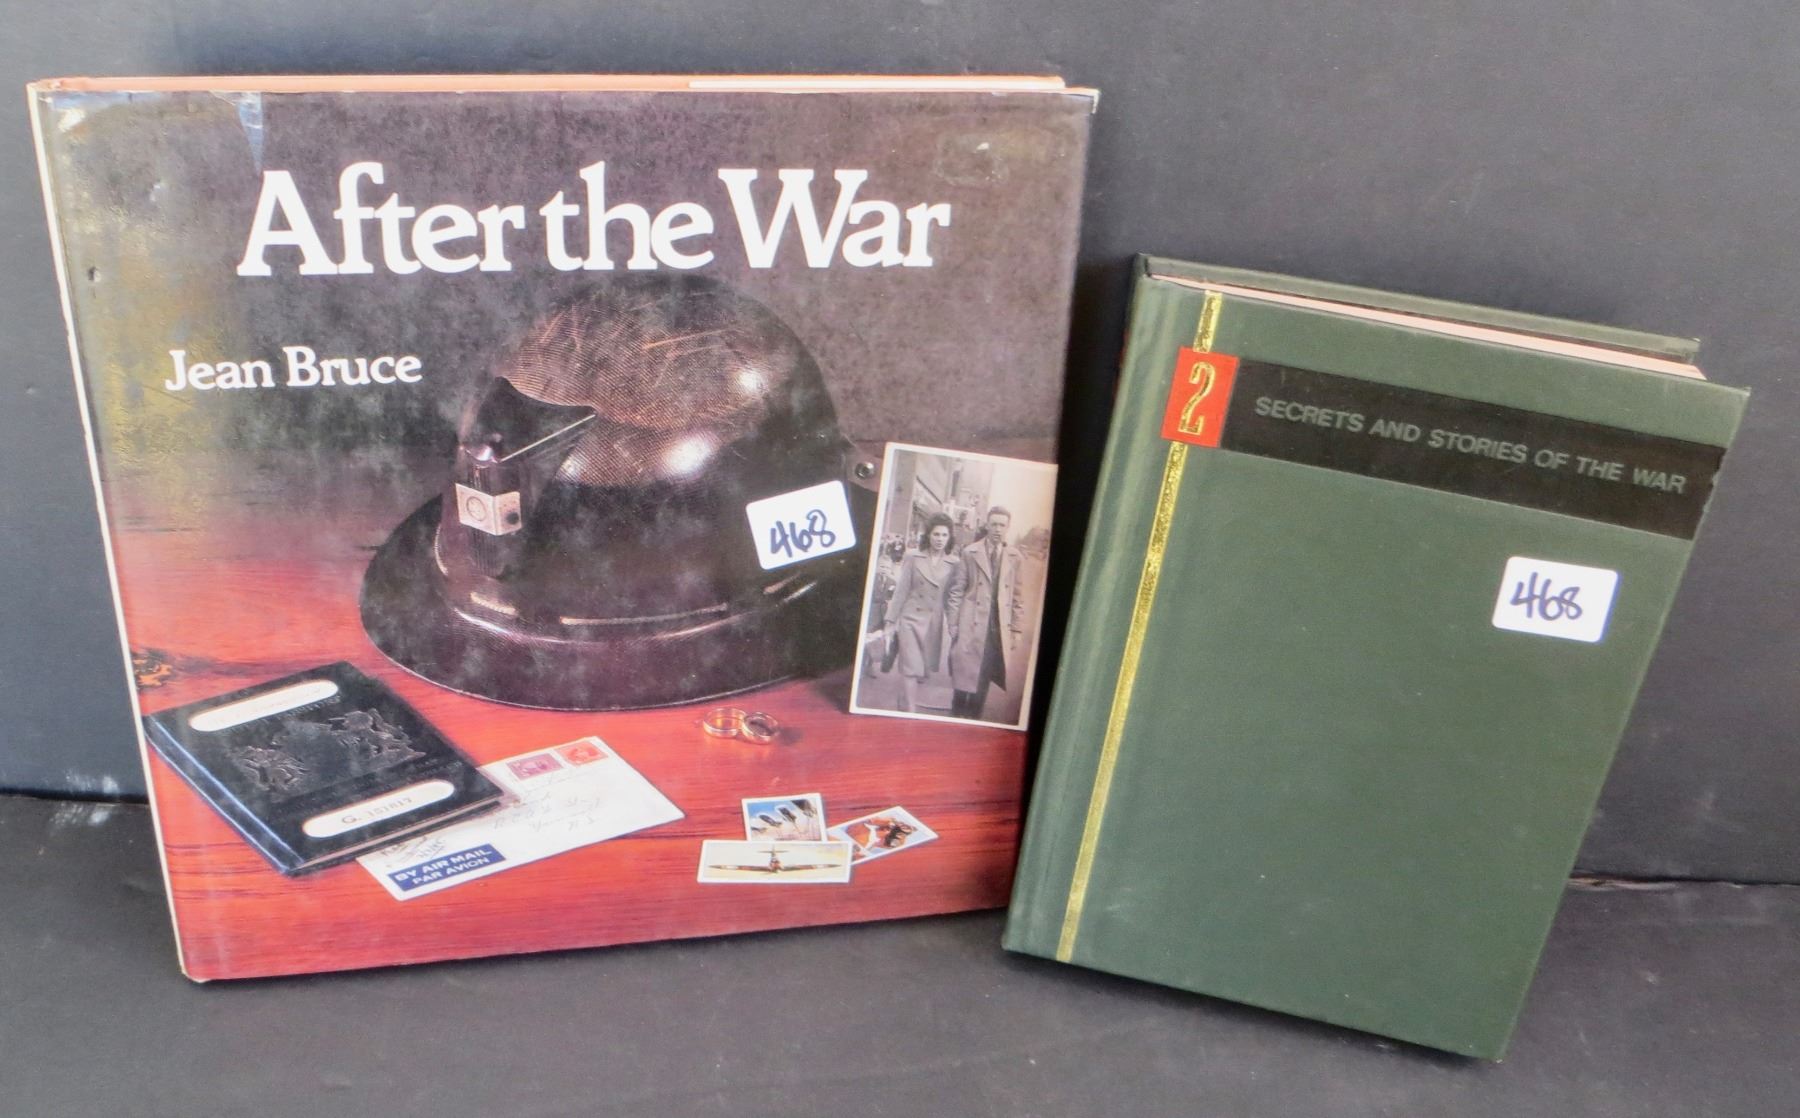 After the War
Jean Bruce
468
G. 157817
BY AIR MAIL
PAR AVION
2
SECRETS AND STORIES OF THE WAR
468